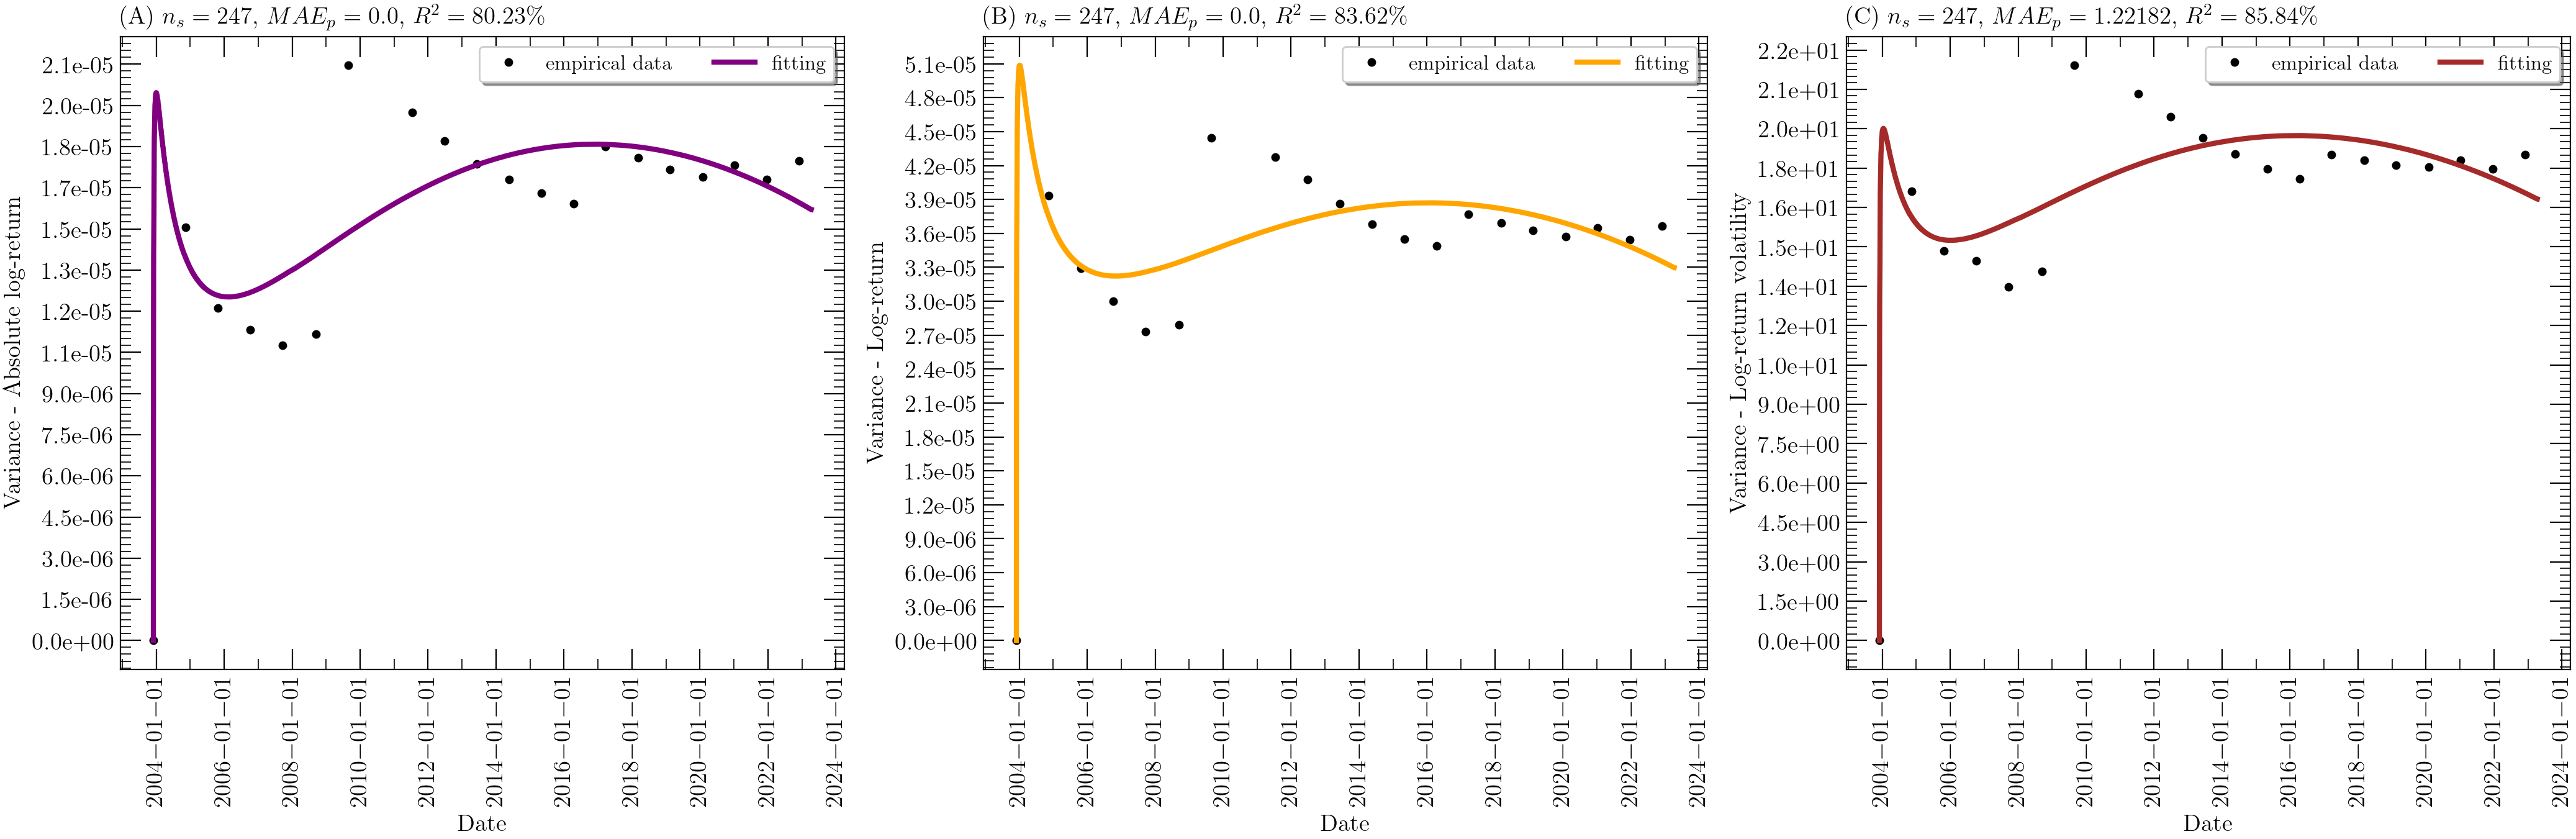 (A) n_s = 247, MAE_p = 0.0, R^2 = 80.23%
empirical data
fitting
Variance - Absolute log-return
2.1e-05
2.0e-05
1.8e-05
1.7e-05
1.5e-05
1.3e-05
1.2e-05
1.1e-05
9.0e-06
7.5e-06
6.0e-06
4.5e-06
3.0e-06
1.5e-06
0.0e+00
2004−01−01
2006−01−01
2008−01−01
2010−01−01
2012−01−01
2014−01−01
2016−01−01
2018−01−01
2020−01−01
2022−01−01
2024−01−01
Date
(B) n_s = 247, MAE_p = 0.0, R^2 = 83.62%
empirical data
fitting
Variance - Log-return
5.1e-05
4.8e-05
4.5e-05
4.2e-05
3.9e-05
3.6e-05
3.3e-05
3.0e-05
2.7e-05
2.4e-05
2.1e-05
1.8e-05
1.5e-05
1.2e-05
9.0e-06
6.0e-06
3.0e-06
0.0e+00
2004−01−01
2006−01−01
2008−01−01
2010−01−01
2012−01−01
2014−01−01
2016−01−01
2018−01−01
2020−01−01
2022−01−01
2024−01−01
Date
(C) n_s = 247, MAE_p = 1.22182, R^2 = 85.84%
empirical data
fitting
Variance - Log-return volatility
2.2e+01
2.1e+01
2.0e+01
1.8e+01
1.6e+01
1.5e+01
1.4e+01
1.2e+01
1.0e+01
9.0e+00
7.5e+00
6.0e+00
4.5e+00
3.0e+00
1.5e+00
0.0e+00
2004−01−01
2006−01−01
2008−01−01
2010−01−01
2012−01−01
2014−01−01
2016−01−01
2018−01−01
2020−01−01
2022−01−01
2024−01−01
Date